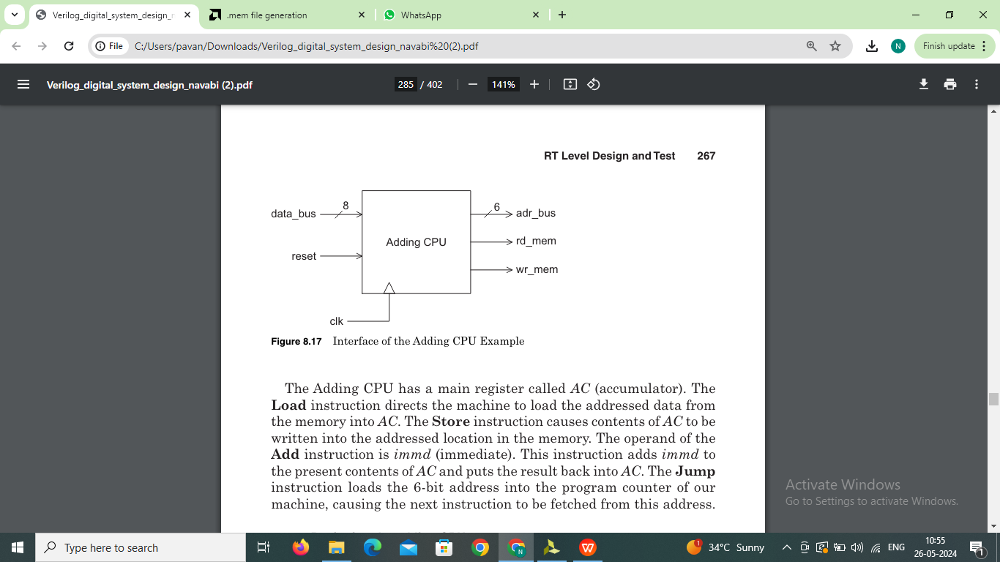 Verilog_digital_system_design_n
.mem file generation
WhatsApp
File
C:/Users/pavan/Downloads/Verilog_digital_system_design_navabi%20(2).pdf
N
Finish update
Verilog_digital_system_design_navabi (2).pdf
285 / 402
141%
RT Level Design and Test 267
data_bus
8
6
adr_bus
Adding CPU
rd_mem
reset
wr_mem
clk
Figure 8.17 Interface of the Adding CPU Example
The Adding CPU has a main register called AC (accumulator). The
Load instruction directs the machine to load the addressed data from
the memory into AC. The Store instruction causes contents of AC to be
written into the addressed location in the memory. The operand of the
Add instruction is immd (immediate). This instruction adds immd to
the present contents of AC and puts the result back into AC. The Jump
instruction loads the 6-bit address into the program counter of our
machine, causing the next instruction to be fetched from this address.
Activate Windows
Go to Settings to activate Windows.
Type here to search
34°C Sunny
ENG
10:55
26-05-2024
1